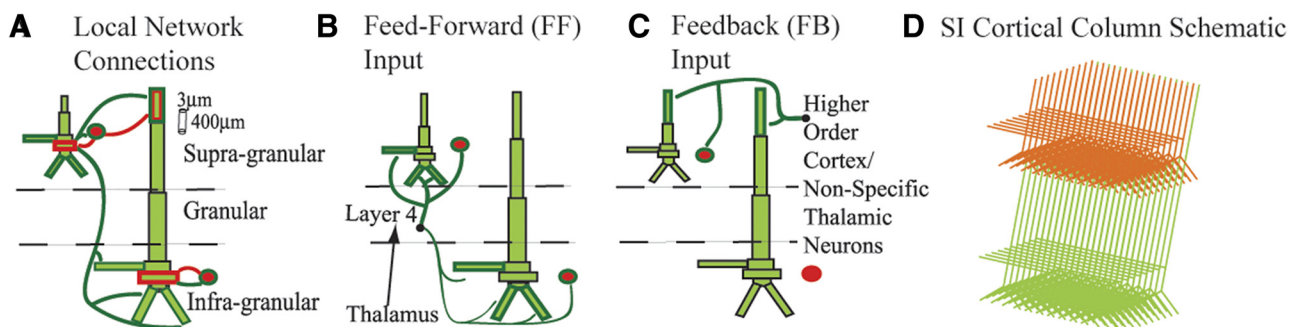 A Local Network
Connections
3μm
400μm
Supra-granular
Granular
Infra-granular
B Feed-Forward (FF)
Input
Layer 4
Thalamus
C Feedback (FB)
Input
Higher
Order
Cortex/
Non-Specific
Thalamic
Neurons
D SI Cortical Column Schematic